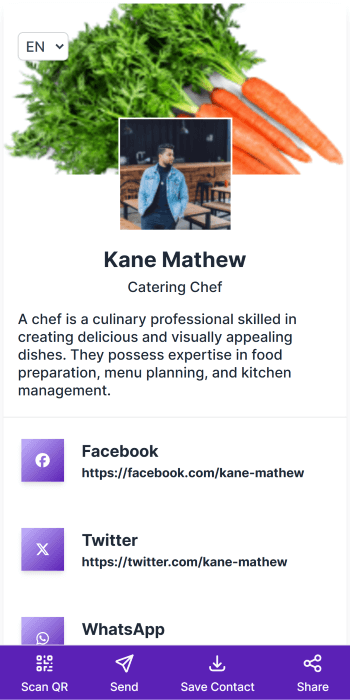 EN
Kane Mathew
Catering Chef
A chef is a culinary professional skilled in
creating delicious and visually appealing
dishes. They possess expertise in food
preparation, menu planning, and kitchen
management.
Facebook
https://facebook.com/kane-mathew
Twitter
https://twitter.com/kane-mathew
WhatsApp
Scan QR
Send
Save Contact
Share